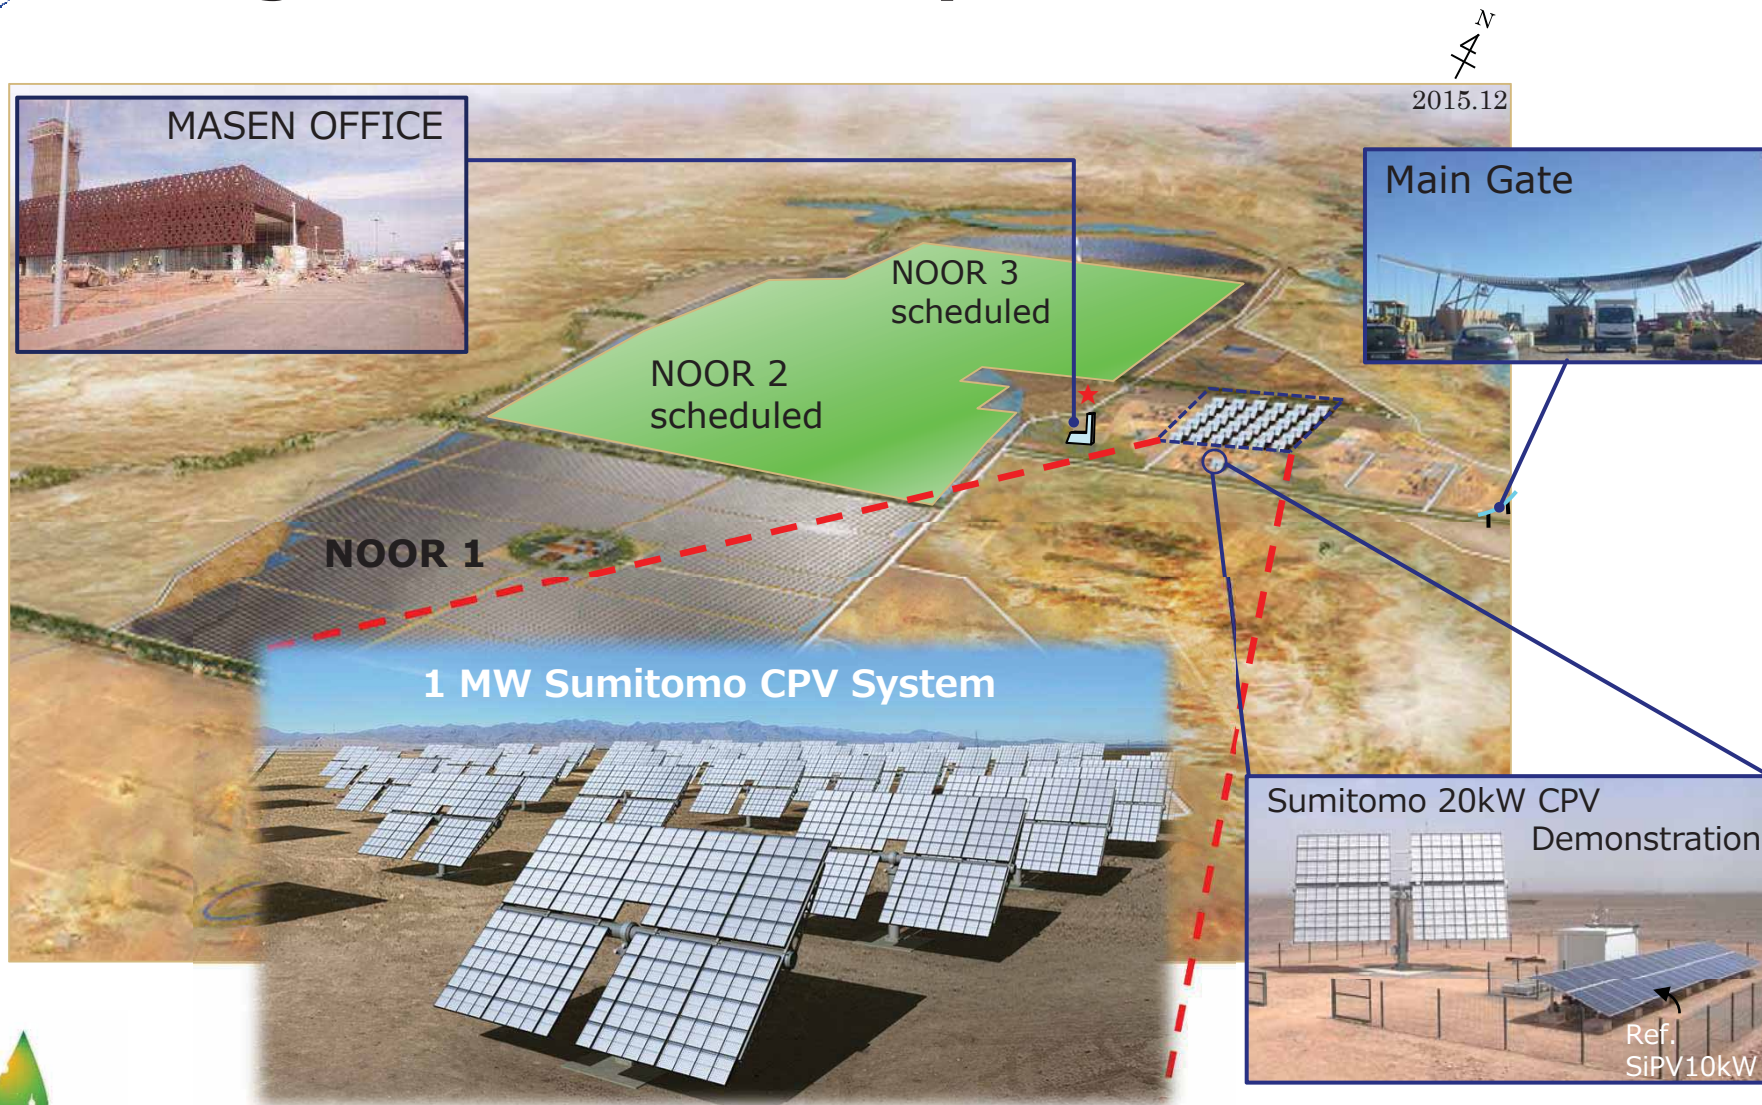 N
2015.12
MASEN OFFICE
Main Gate
NOOR 3
scheduled
NOOR 2
scheduled
NOOR 1
1 MW Sumitomo CPV System
Sumitomo 20kW CPV
Demonstration
Ref.
SiPV10kW